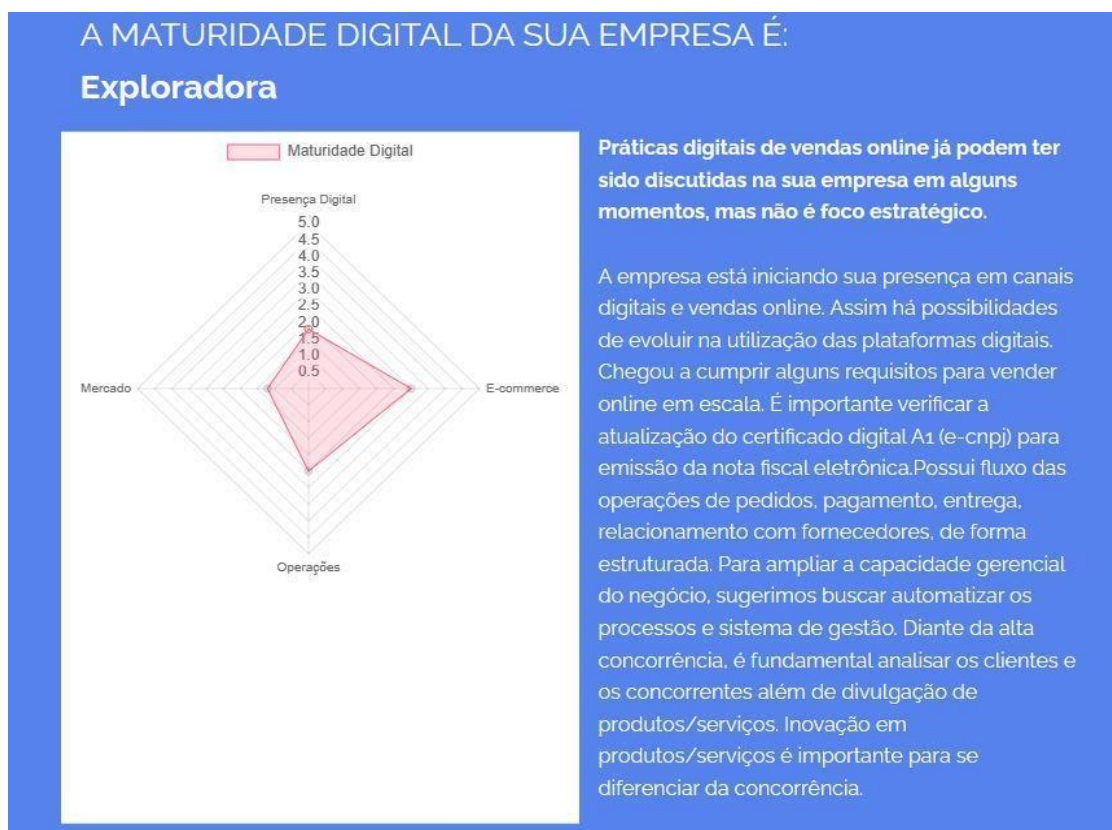 A MATURIDADE DIGITAL DA SUA EMPRESA É:
Exploradora
Maturidade Digital
Presença Digital
5.0
4.5
4.0
3.5
3.0
2.5
2.0
1.5
1.0
0.5
Mercado
E-commerce
Operações
Práticas digitais de vendas online já podem ter
sido discutidas na sua empresa em alguns
momentos, mas não é foco estratégico.
A empresa está iniciando sua presença em canais
digitais e vendas online. Assim há possibilidades
de evoluir na utilização das plataformas digitais.
Chegou a cumprir alguns requisitos para vender
online em escala. É importante verificar a
atualização do certificado digital A1 (e-cnpj) para
emissão da nota fiscal eletrônica.Possui fluxo das
operações de pedidos, pagamento, entrega,
relacionamento com fornecedores, de forma
estruturada. Para ampliar a capacidade gerencial
do negócio, sugerimos buscar automatizar os
processos e sistema de gestão. Diante da alta
concorrência, é fundamental analisar os clientes e
os concorrentes além de divulgação de
produtos/serviços. Inovação em
produtos/serviços é importante para se
diferenciar da concorrência.